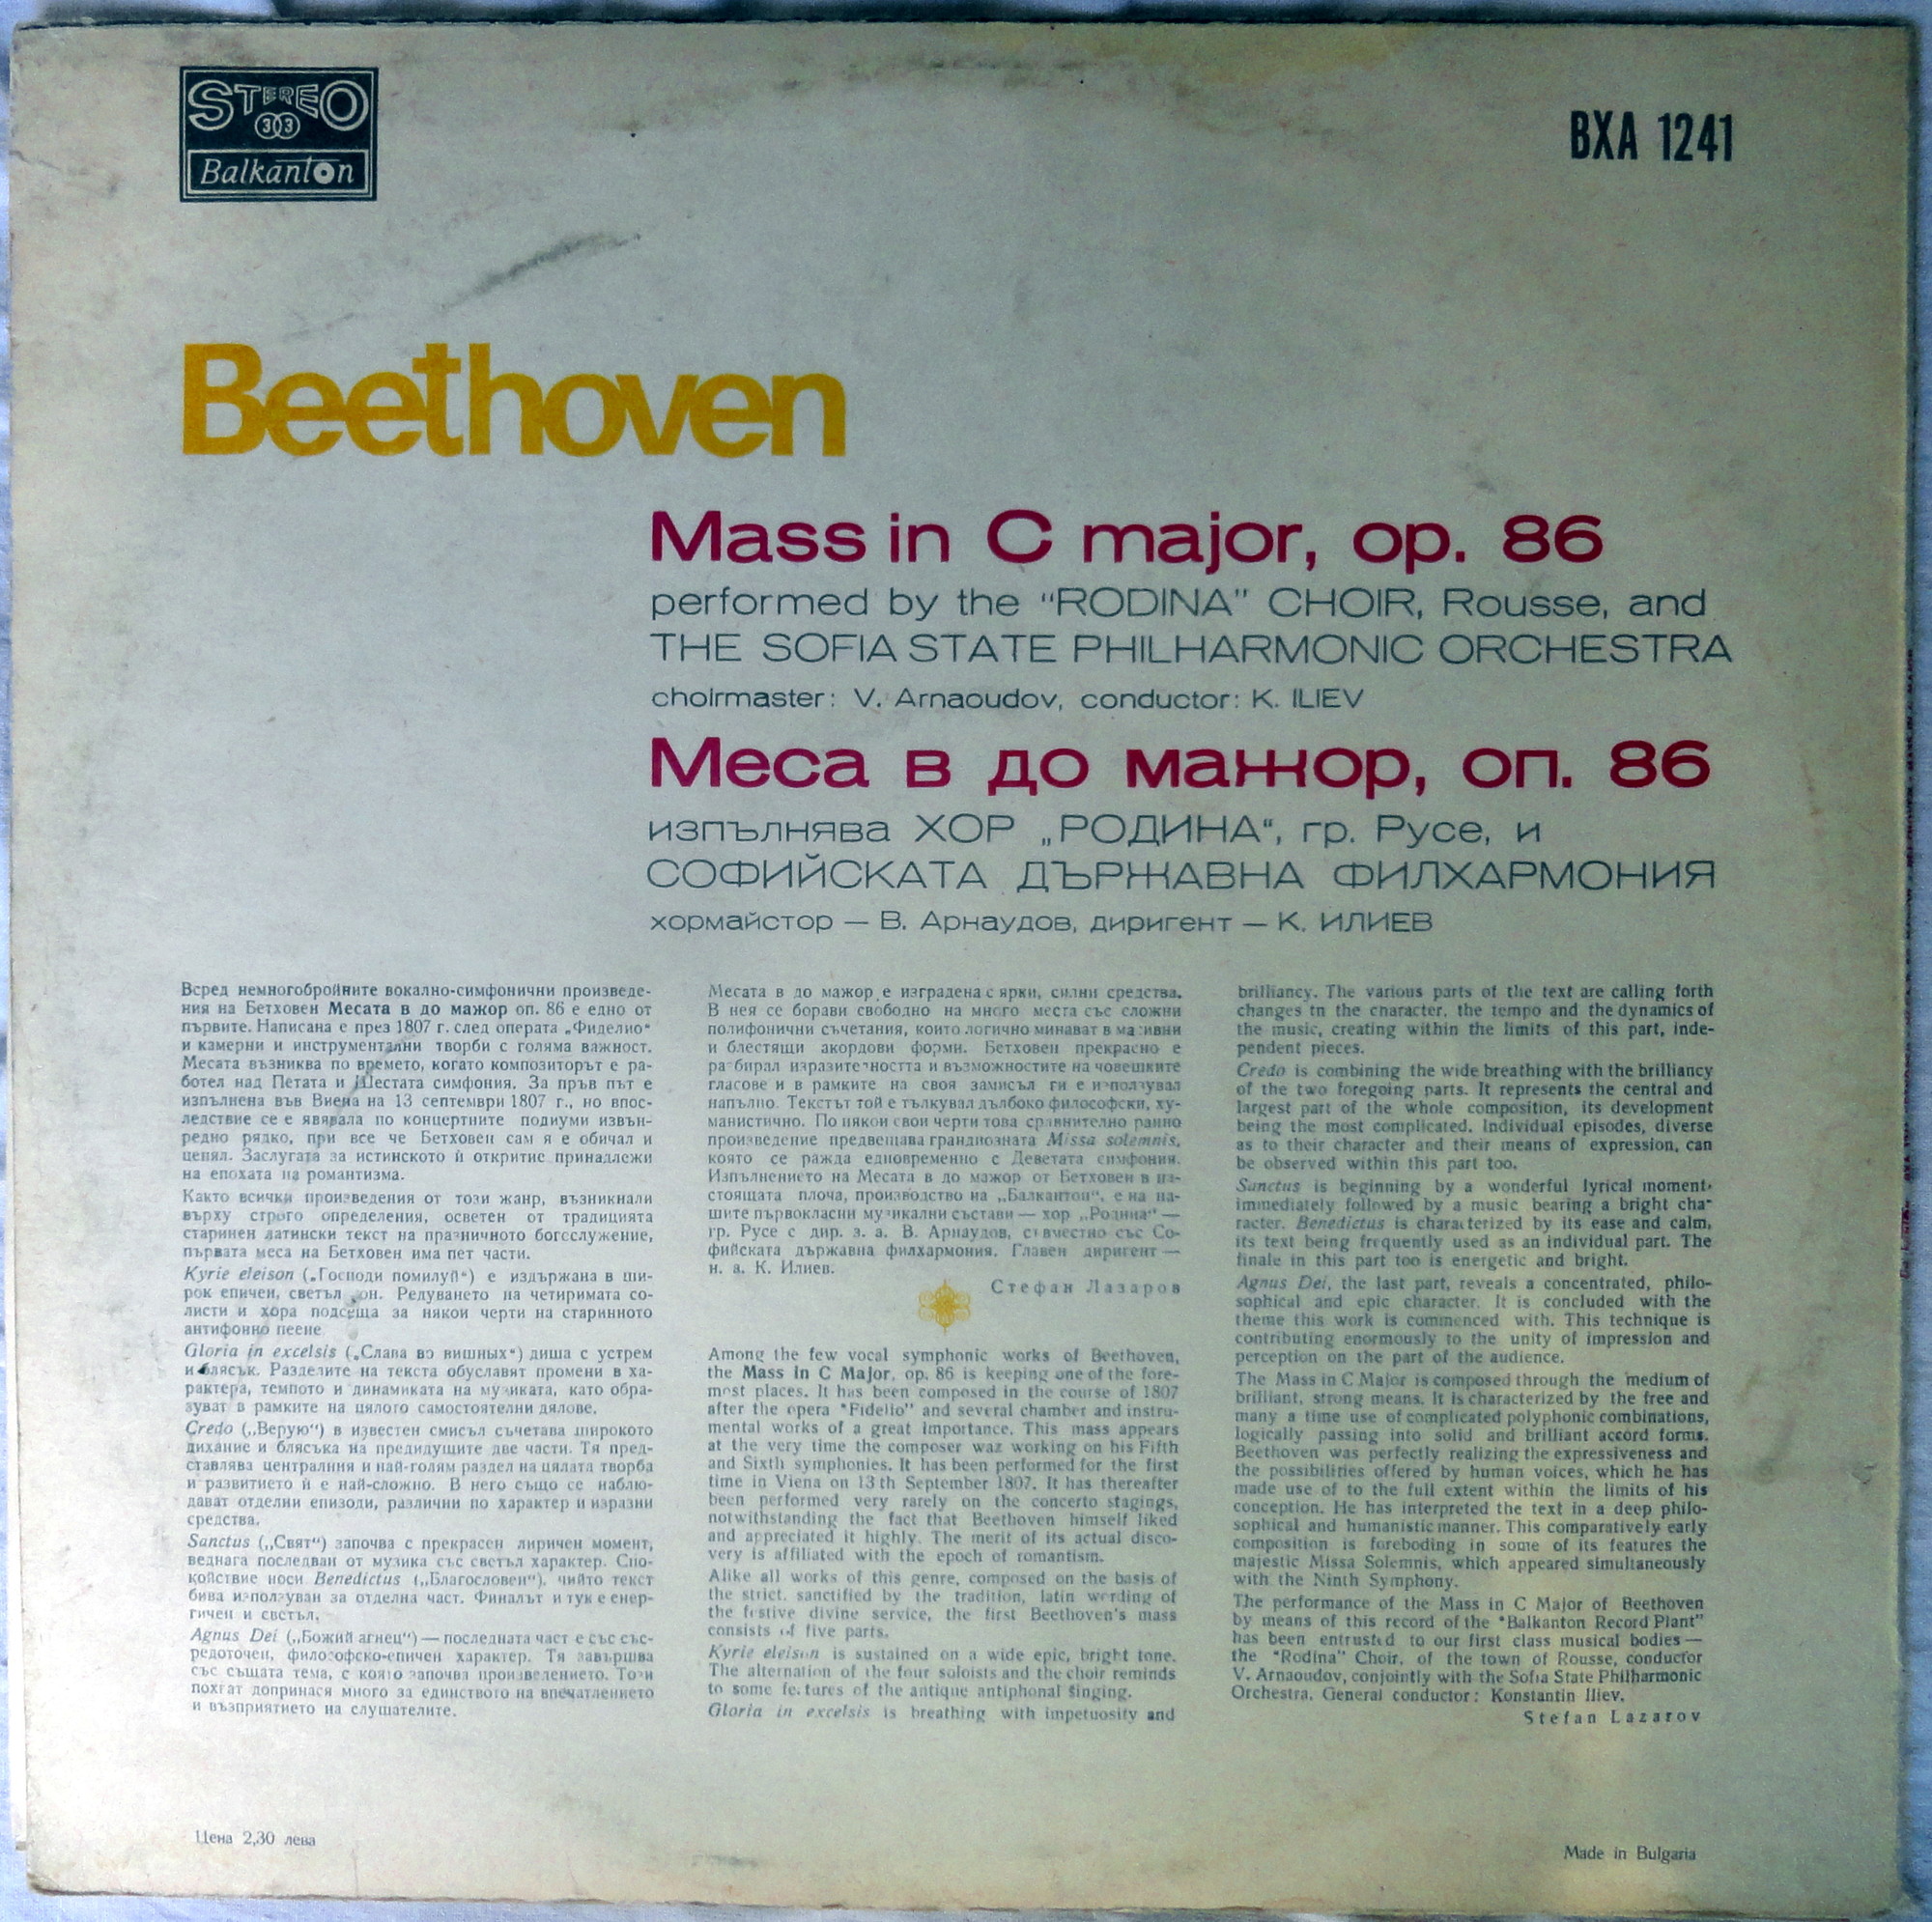 STEREO
33
Balkanton
BXA 1241
Beethoven
Mass in C major, op. 86
performed by the “RODINA” CHOIR, Rousse, and
THE SOFIA STATE PHILHARMONIC ORCHESTRA
choirmaster: V. Arnaoudov, conductor: K. ILIEV
Меса в до мажор, оп. 86
изпълнява ХОР „РОДИНА“, гр. Русе, и
СОФИЙСКАТА ДЪРЖАВНА ФИЛХАРМОНИЯ
хормайстор — В. Арнаудов, диригент — К. ИЛИЕВ
Всред немногобройните вокално-симфонични произведе-
ния на Бетховен Месата в до мажор оп. 86 е едно от
първите. Написана е през 1807 г. след операта „Фиделио“
и камерни и инструментални творби с голяма важност.
Месата възниква по времето, когато композиторът е ра-
ботел над Петата и Шестата симфония. За пръв път е
изпълнена във Виена на 13 септември 1807 г., но впос-
ледствие се е явявала по концертните подиуми извън-
редно рядко, при все че Бетховен сам я е обичал и
ценял. Заслугата за истинското ѝ откритие принадлежи
на епохата на романтизма.
Както всички произведения от този жанр, възникнали
върху строго определения, осветен от традицията
старинен латински текст на празничното богослужение,
първата меса на Бетховен има пет части.
Kyrie eleison („Господи помилуй“) е издържана в ши-
рок епичен, светъл он. Редуването на четиримата со-
листи и хора подсеща за някои черти на старинното
антифонно пеене
Gloria in excelsis („Слава во вишных“) диша с устрем
и блясък. Разделите на текста обуславят промени в ха-
рактера, темпото и динамиката на музиката, като обра-
зуват в рамките на цялото самостоятелни дялове.
Credo („Верую“) в известен смисъл съчетава широкото
дихание и блясъка на предидущите две части. Тя пред-
ставлява централния и най-голям раздел на цялата творба
и развитието ѝ е най-сложно. В него също се наблю-
дават отделни епизоди, различни по характер и изразни
средства.
Sanctus („Свят“) започва с прекрасен лиричен момент,
веднага последван от музика със светъл характер. Спо-
койствие носи Benedictus („Благословен“), чийто текст
бива използуван за отделна част. Финалът и тук е енер-
гичен и светъл.
Agnus Dei („Божий агнец“) — последната част е със със-
редоточен, философско-епичен характер. Тя завършва
със същата тема, с която започва произведението. Този
похват допринася много за единството на впечатлението
и възприятието на слушателите.
Месата в до мажор е изградена с ярки, силни средства.
В нея се борави свободно на много места със сложни
полифонични съчетания, които логично минават в масивни
и блестящи акордови форми. Бетховен прекрасно е
разбирал изразителността и възможностите на човешките
гласове и в рамките на своя замисъл ги е използувал
напълно. Текстът той е тълкувал дълбоко философски, ху-
манистично. По някои свои черти това сравнително ранно
произведение предвещава грандиозната Missa solemnis,
която се ражда едновременно с Деветата симфония.
Изпълнението на Месата в до мажор от Бетховен в на-
стоящата плоча, производство на „Балкантон“, е на на-
шите първокласни музикални състави — хор „Родина“ —
гр. Русе с дир. з. а. В. Арнаудов, съвместно със Со-
фийската държавна филхармония. Главен диригент —
н. а. К. Илиев.
Стефан Лазаров
Among the few vocal symphonic works of Beethoven,
the Mass in C Major, op. 86 is keeping one of the fore-
most places. It has been composed in the course of 1807
after the opera “Fidelio” and several chamber and instru-
mental works of a great importance. This mass appears
at the very time the composer waz working on his Fifth
and Sixth symphonies. It has been performed for the first
time in Viena on 13th September 1807. It has thereafter
been performed very rarely on the concerto stagings,
notwithstanding the fact that Beethoven himself liked
and appreciated it highly. The merit of its actual disco-
very is affiliated with the epoch of romantism.
Alike all works of this genre, composed on the basis of
the strict, sanctified by the tradition, latin wording of
the festive divine service, the first Beethoven's mass
consists of five parts.
Kyrie eleison is sustained on a wide epic, bright tone.
The alternation of the four soloists and the choir reminds
to some features of the antique antiphonal singing.
Gloria in excelsis is breathing with impetuosity and
brilliancy. The various parts of the text are calling forth
changes tn the character, the tempo and the dynamics of
the music, creating within the limits of this part, inde-
pendent pieces.
Credo is combining the wide breathing with the brilliancy
of the two foregoing parts. It represents the central and
largest part of the whole composition, its development
being the most complicated. Individual episodes, diverse
as to their character and their means of expression, can
be observed within this part too.
Sanctus is beginning by a wonderful lyrical moment·
immediately followed by a music bearing a bright cha-
racter. Benedictus is characterized by its ease and calm,
its text being frequently used as an individual part. The
finale in this part too is energetic and bright.
Agnus Dei, the last part, reveals a concentrated, philo-
sophical and epic character. It is concluded with the
theme this work is commenced with. This technique is
contributing enormously to the unity of impression and
perception on the part of the audience.
The Mass in C Major is composed through the medium of
brilliant, strong means. It is characterized by the free and
many a time use of complicated polyphonic combinations,
logically passing into solid and brilliant accord forms.
Beethoven was perfectly realizing the expressiveness and
the possibilities offered by human voices, which he has
made use of to the full extent within the limits of his
conception. He has interpreted the text in a deep philo-
sophical and humanistic manner. This comparatively early
composition is foreboding in some of its features the
majestic Missa Solemnis, which appeared simultaneously
with the Ninth Symphony.
The performance of the Mass in C Major of Beethoven
by means of this record of the “Balkanton Record Plant”
has been entrusted to our first class musical bodies —
the “Rodina” Choir, of the town of Rousse, conductor
V. Arnaoudov, conjointly with the Sofia State Philharmonic
Orchestra. General conductor: Konstantin Iliev.
Stefan Lazarov
Цена 2,30 лева
Made in Bulgaria